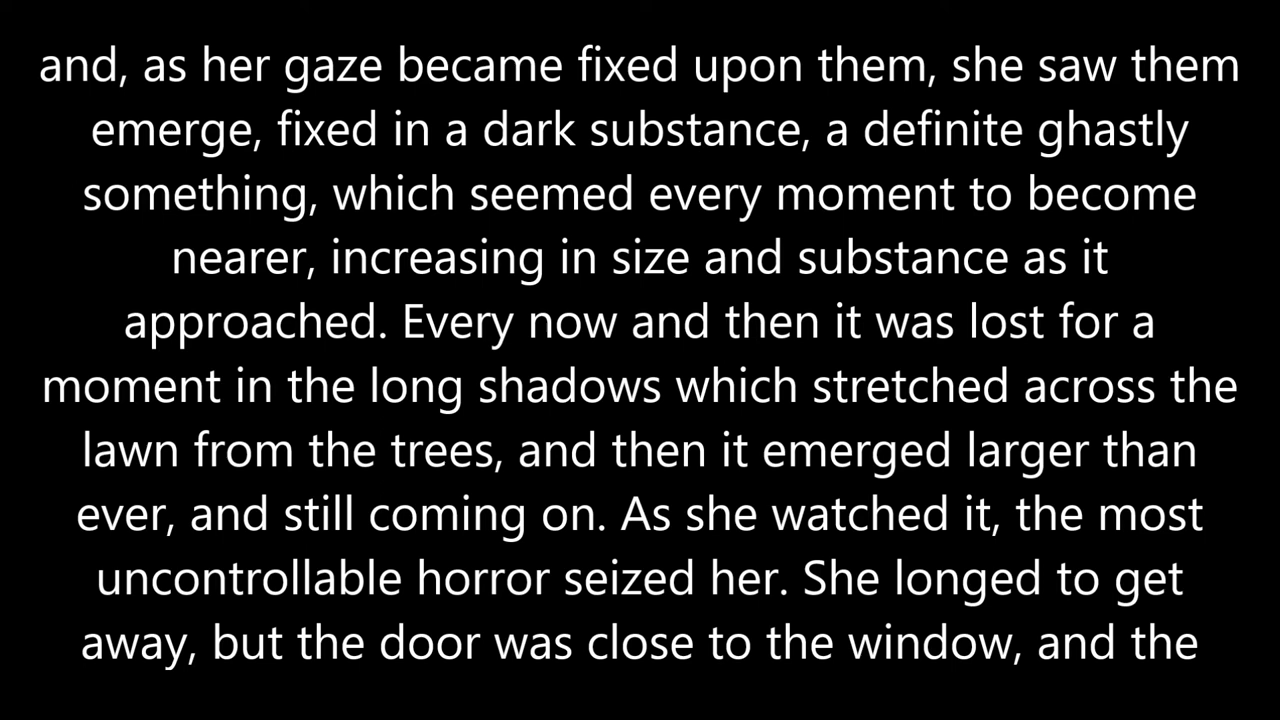 and, as her gaze became fixed upon them, she saw them
emerge, fixed in a dark substance, a definite ghastly
something, which seemed every moment to become
nearer, increasing in size and substance as it
approached. Every now and then it was lost for a
moment in the long shadows which stretched across the
lawn from the trees, and then it emerged larger than
ever, and still coming on. As she watched it, the most
uncontrollable horror seized her. She longed to get
away, but the door was close to the window, and the